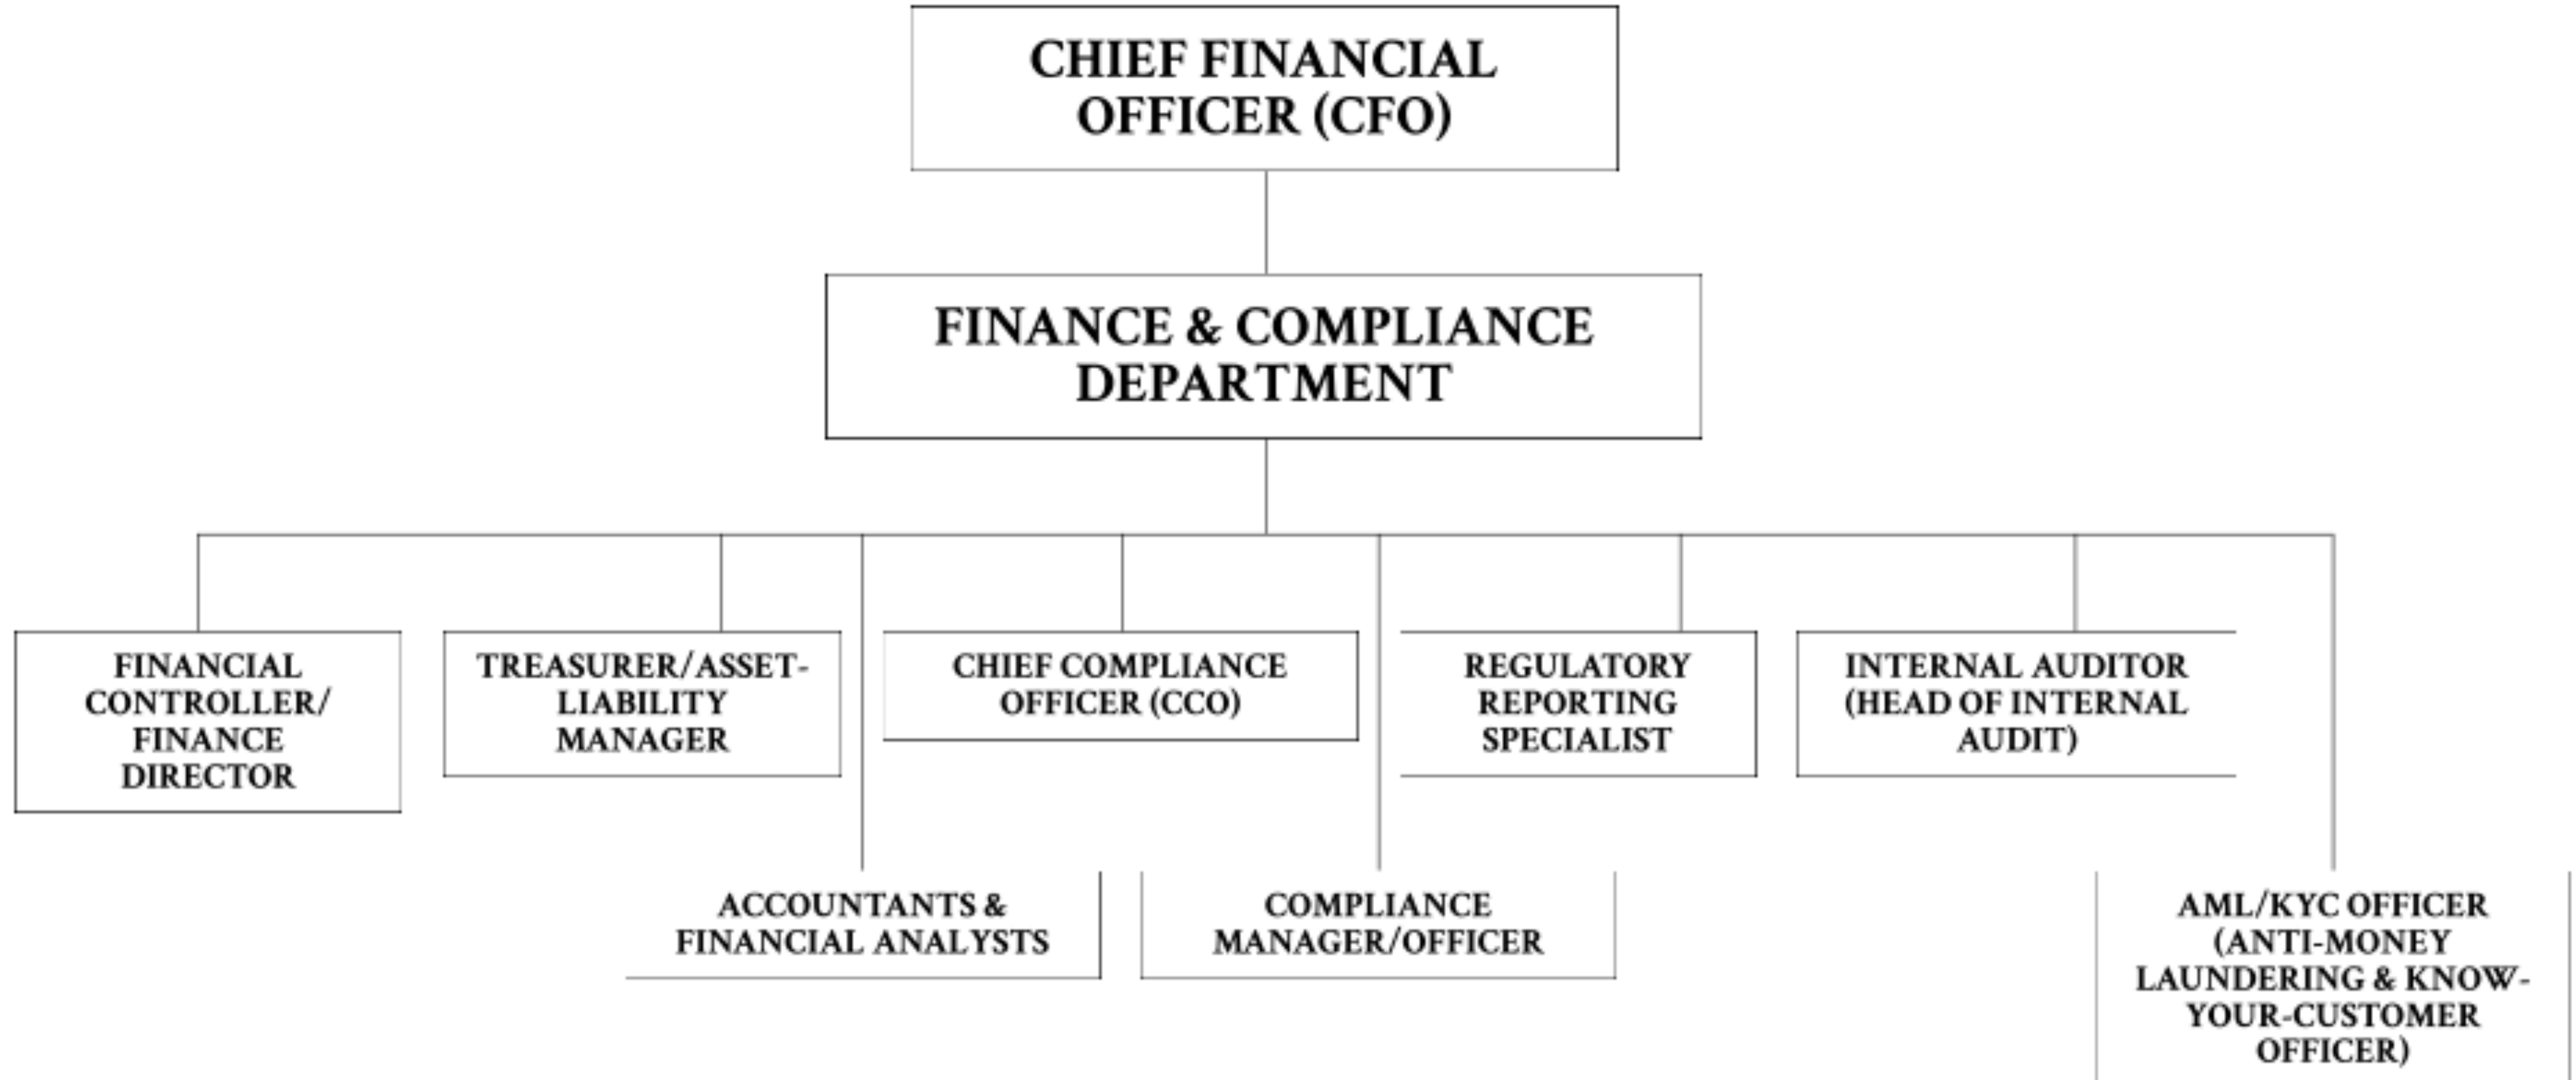 CHIEF FINANCIAL
OFFICER (CFO)
FINANCE & COMPLIANCE
DEPARTMENT
FINANCIAL
CONTROLLER/
FINANCE
DIRECTOR
TREASURER/ASSET-
LIABILITY
MANAGER
CHIEF COMPLIANCE
OFFICER (CCO)
REGULATORY
REPORTING
SPECIALIST
INTERNAL AUDITOR
(HEAD OF INTERNAL
AUDIT)
ACCOUNTANTS &
FINANCIAL ANALYSTS
COMPLIANCE
MANAGER/OFFICER
AML/KYC OFFICER
(ANTI-MONEY
LAUNDERING & KNOW-
YOUR-CUSTOMER
OFFICER)